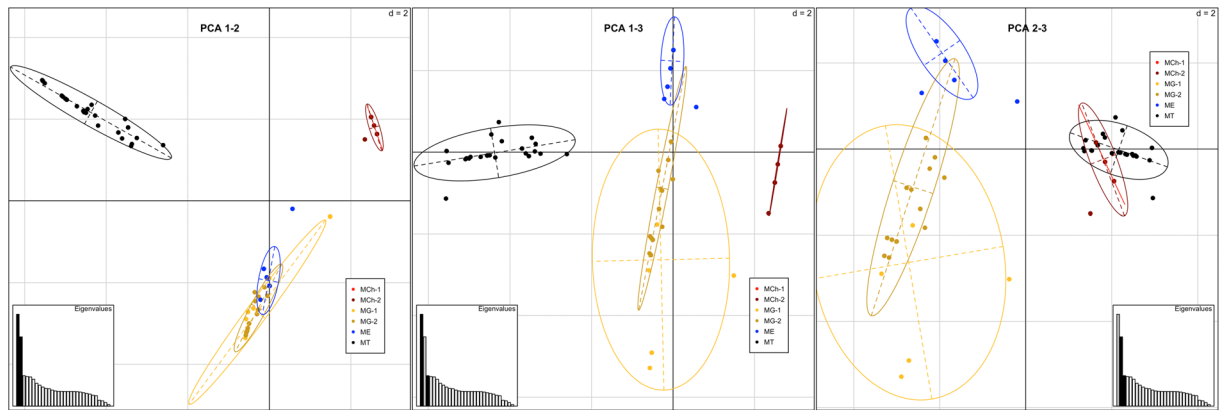 PCA 1-2
d = 2
MCh-1
MCh-2
MG-1
MG-2
ME
MT
Eigenvalues
PCA 1-3
d = 2
MCh-1
MCh-2
MG-1
MG-2
ME
MT
Eigenvalues
PCA 2-3
d = 2
MCh-1
MCh-2
MG-1
MG-2
ME
MT
Eigenvalues